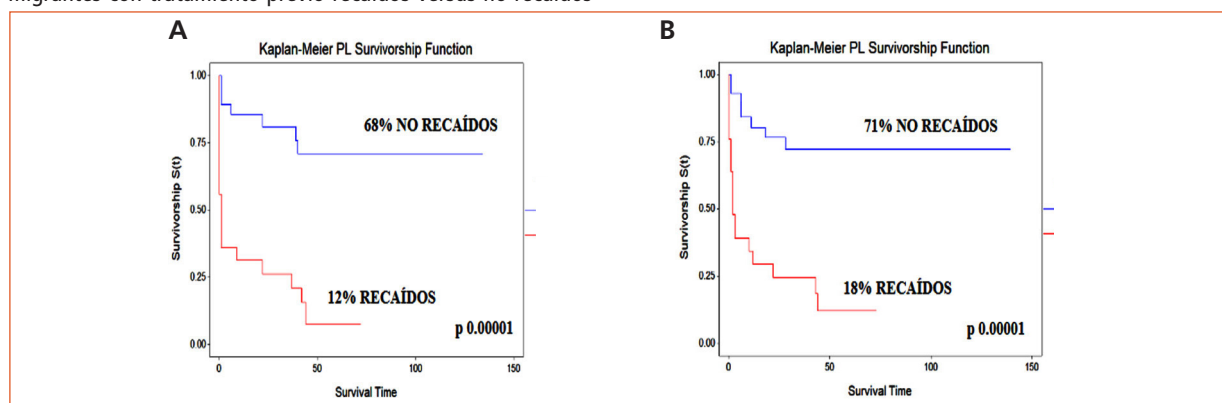 migrantes con tratamiento previo recaídos versus no recaídos
A
Kaplan-Meier PL Survivorship Function
Survivorship S(t)
1.00
0.75
0.50
0.25
0.00
68% NO RECAÍDOS
12% RECAÍDOS
p 0.00001
0
50
100
150
Survival Time
B
Kaplan-Meier PL Survivorship Function
Survivorship S(t)
1.00
0.75
0.50
0.25
0.00
71% NO RECAÍDOS
18% RECAÍDOS
p 0.00001
0
50
100
150
Survival Time